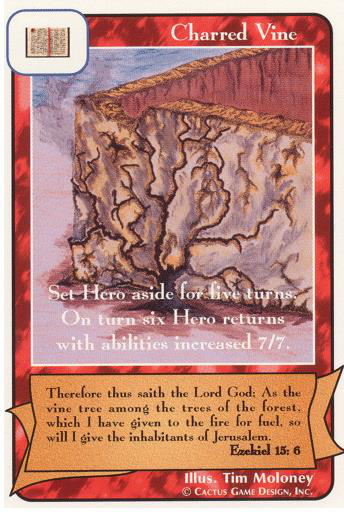 Charred Vine
Set Hero aside for five turns.
On turn six Hero returns
with abilities increased 7/7.
Therefore thus saith the Lord God; As the
vine tree among the trees of the forest,
which I have given to the fire for fuel, so
will I give the inhabitants of Jerusalem.
Ezekiel 15: 6
Illus. Tim Moloney
© Cactus Game Design, Inc.